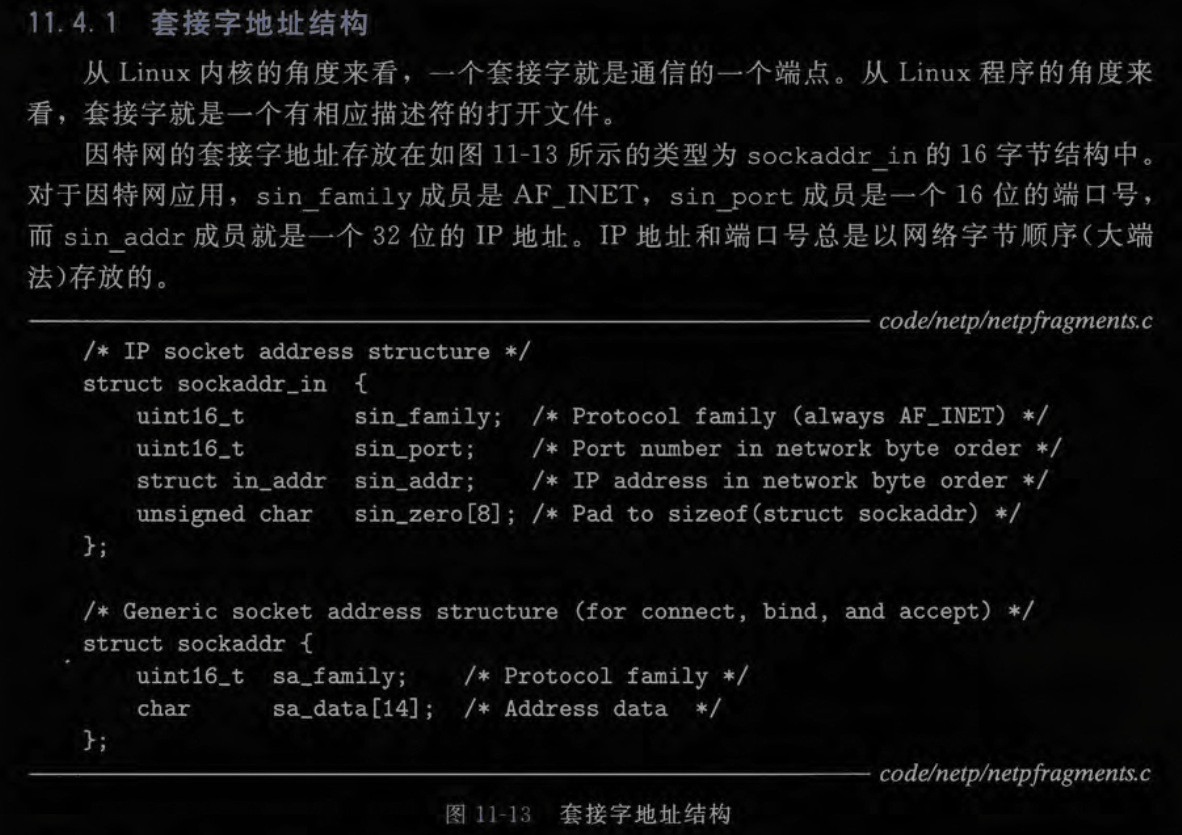 11.4.1 套接字地址结构
从 Linux 内核的角度来看，一个套接字就是通信的一个端点。从 Linux 程序的角度来
看，套接字就是一个有相应描述符的打开文件。
因特网的套接字地址存放在如图 11-13 所示的类型为 sockaddr_in 的 16 字节结构中。
对于因特网应用，sin_family 成员是 AF_INET，sin_port 成员是一个 16 位的端口号，
而 sin_addr 成员就是一个 32 位的 IP 地址。IP 地址和端口号总是以网络字节顺序(大端
法)存放的。
code/netp/netpfragments.c
/* IP socket address structure */
struct sockaddr_in {
    uint16_t        sin_family;  /* Protocol family (always AF_INET) */
    uint16_t        sin_port;    /* Port number in network byte order */
    struct in_addr  sin_addr;    /* IP address in network byte order */
    unsigned char   sin_zero[8]; /* Pad to sizeof(struct sockaddr) */
};
/* Generic socket address structure (for connect, bind, and accept) */
struct sockaddr {
    uint16_t  sa_family;    /* Protocol family */
    char      sa_data[14];  /* Address data  */
};
code/netp/netpfragments.c
图 11-13 套接字地址结构